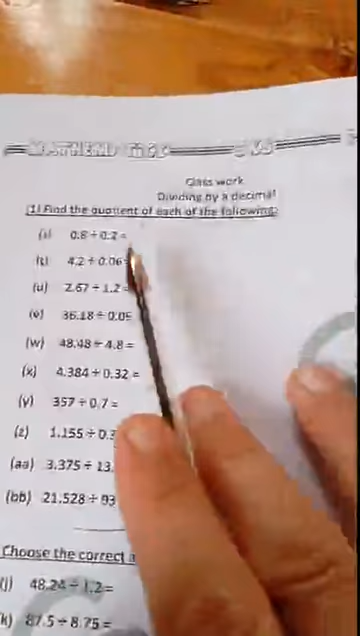 Class work
Dividing by a decimal
(1) Find the quotient of each of the following:
(s) 0.8 ÷ 0.2 =
(t) 4.2 ÷ 0.06
(u) 2.67 ÷ 1.2 =
(v) 36.18 ÷ 0.05
(w) 48.48 ÷ 4.8 =
(x) 4.384 ÷ 0.32 =
(y) 357 ÷ 0.7 =
(z) 1.155 ÷ 0.3
(aa) 3.375 ÷ 13.
(bb) 21.528 ÷ 93
Choose the correct a
(j) 48.24 ÷ 1.2 =
(k) 87.5 ÷ 8.75 =